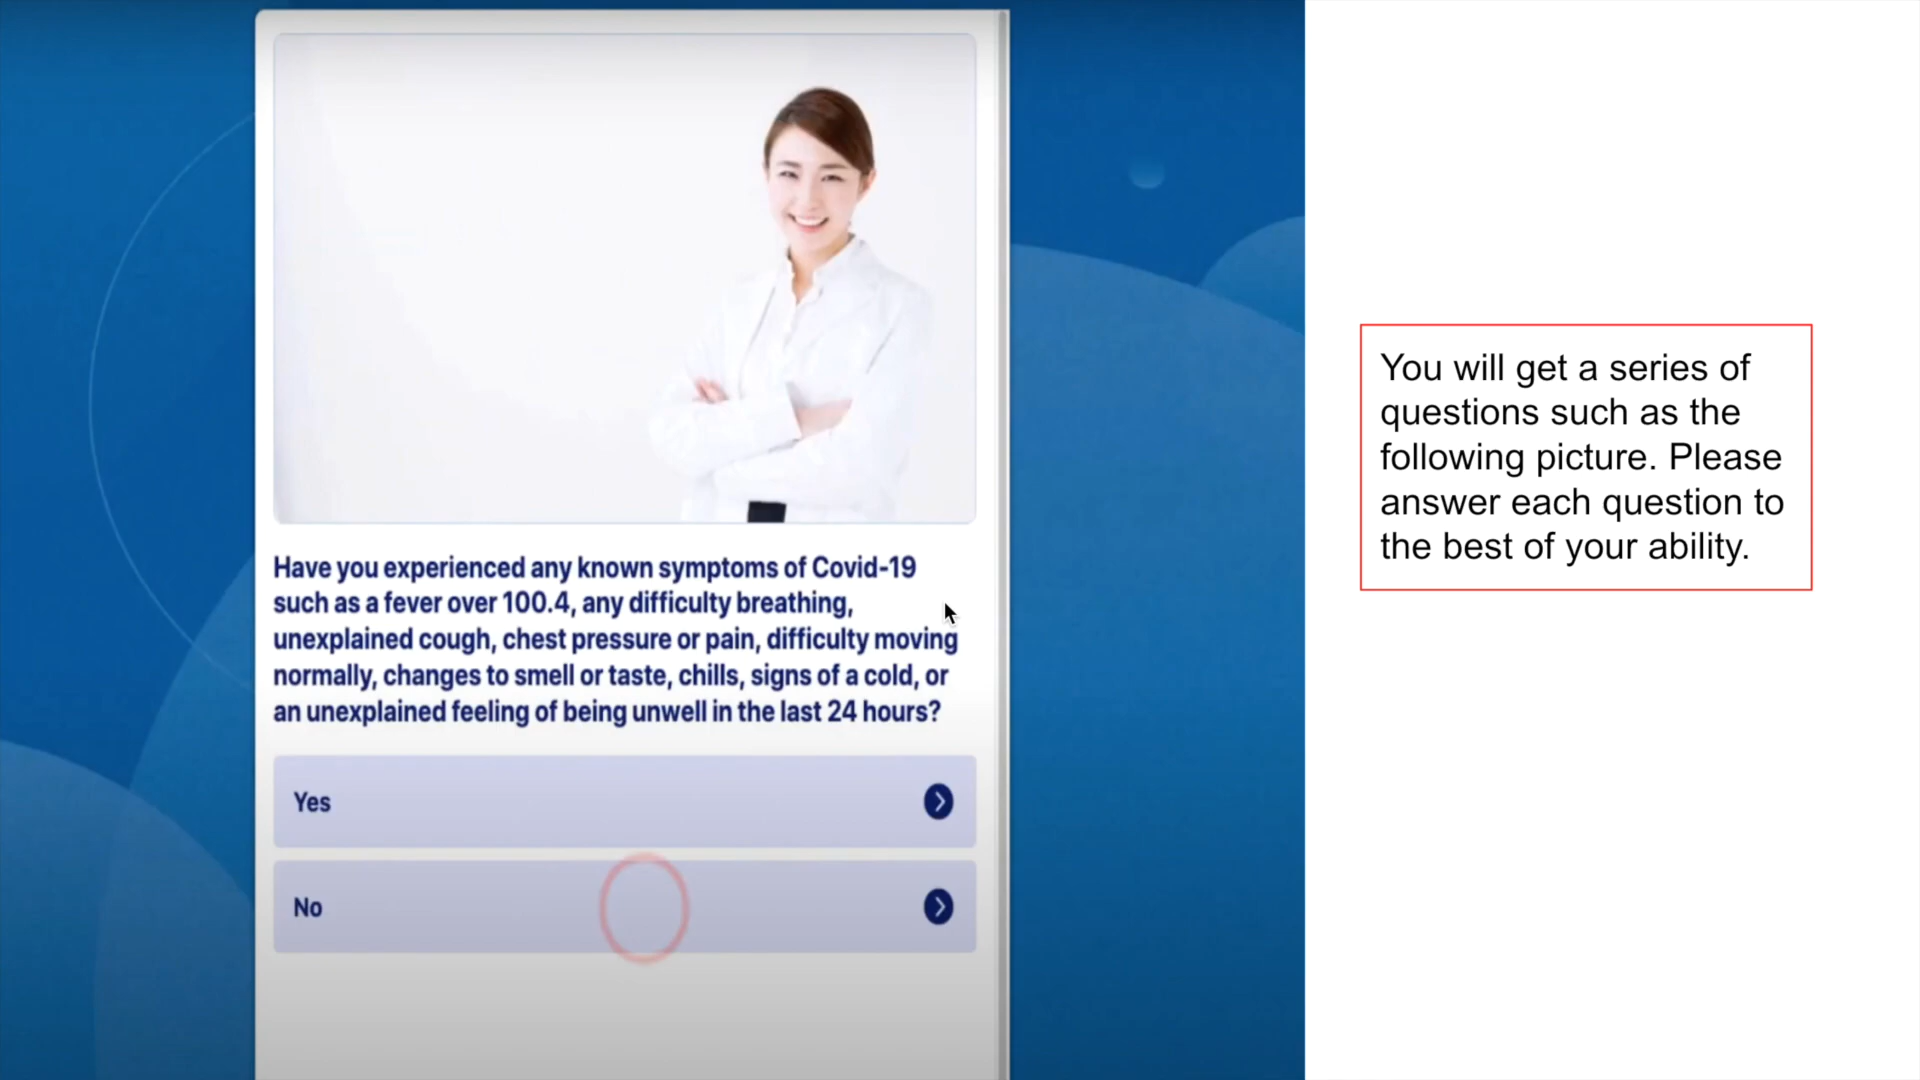 Have you experienced any known symptoms of Covid-19
such as a fever over 100.4, any difficulty breathing,
unexplained cough, chest pressure or pain, difficulty moving
normally, changes to smell or taste, chills, signs of a cold, or
an unexplained feeling of being unwell in the last 24 hours?
Yes
No
You will get a series of
questions such as the
following picture. Please
answer each question to
the best of your ability.